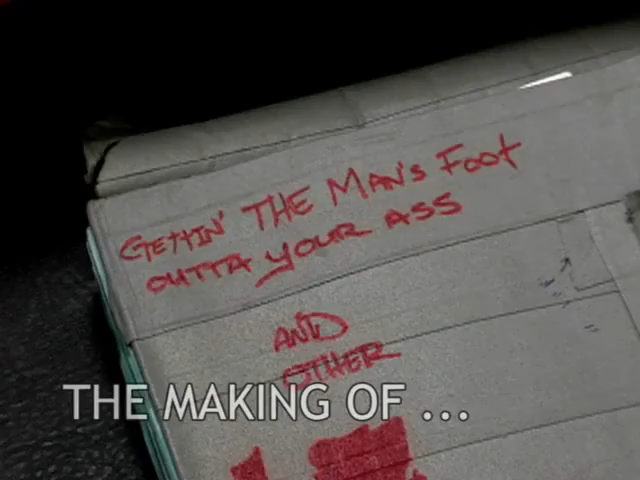 GETTIN' THE MAN'S FOOT
OUTTA YOUR ASS
AND
OTHER
THE MAKING OF ...